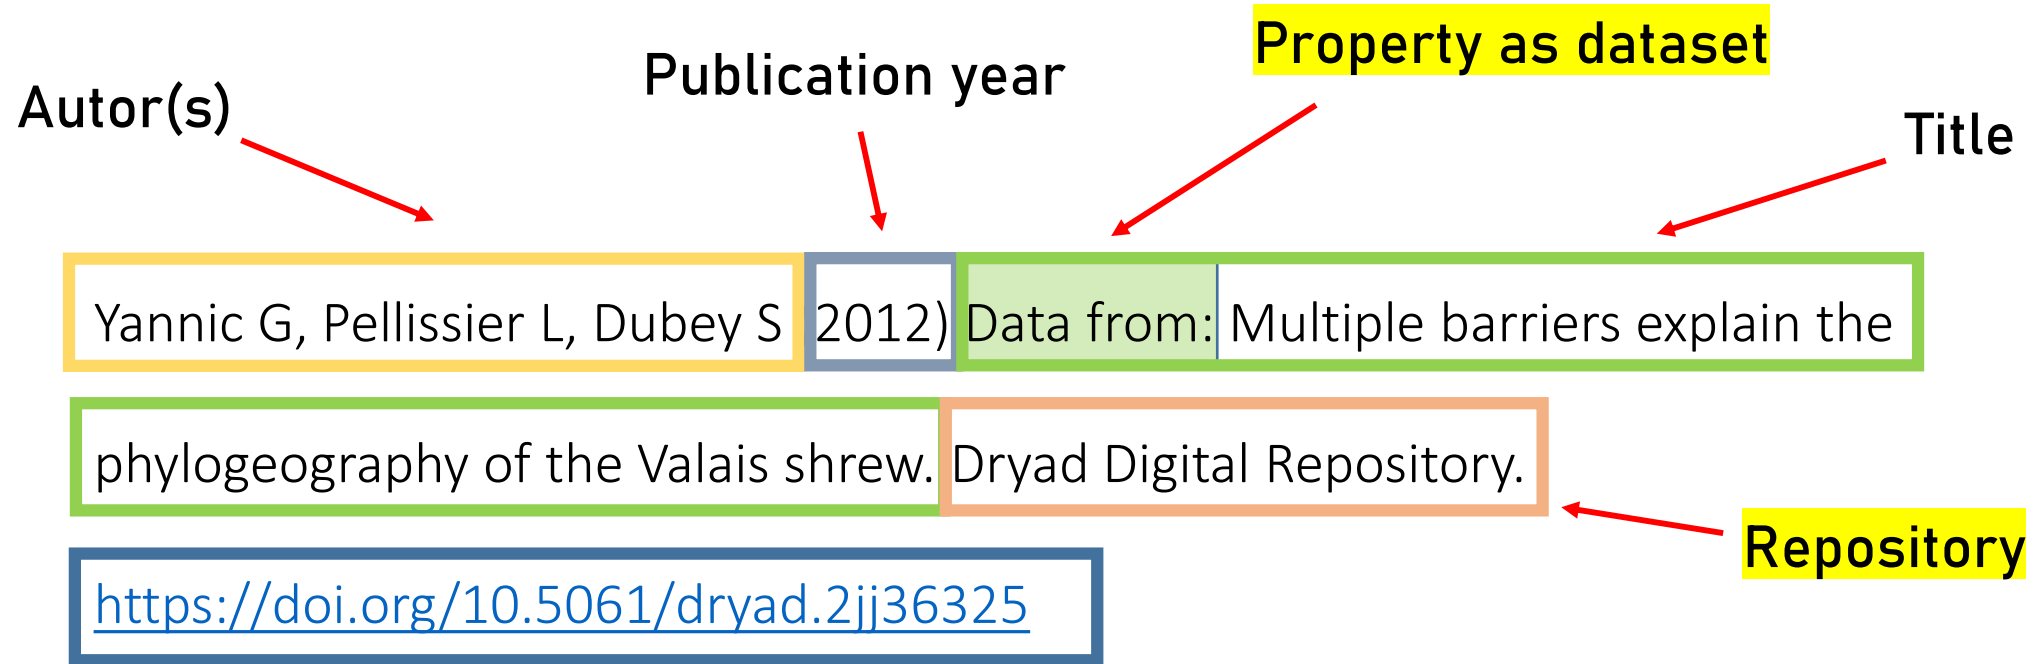 Property as dataset
Publication year
Autor(s)
Title
Yannic G, Pellissier L, Dubey S 2012) Data from: Multiple barriers explain the
phylogeography of the Valais shrew. Dryad Digital Repository.
Repository
https://doi.org/10.5061/dryad.2jj36325